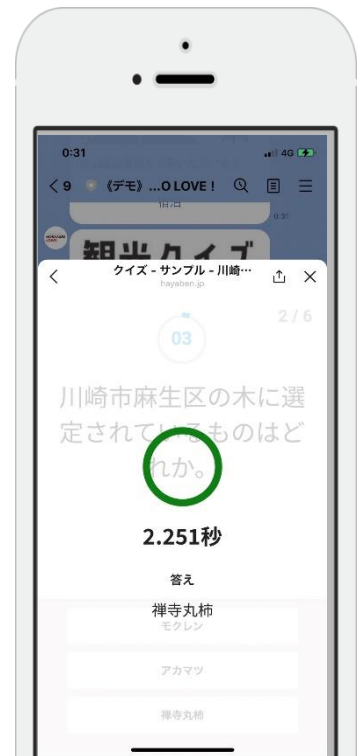 0:31
4G
9
《デモ》...O LOVE！
0:31
観光クイズ
クイズ - サンプル - 川崎…
hayaben.jp
2 / 6
03
川崎市麻生区の木に選
定されているものはど
れか。
2.251秒
答え
禅寺丸柿
モクレン
アカマツ
禅寺丸柿